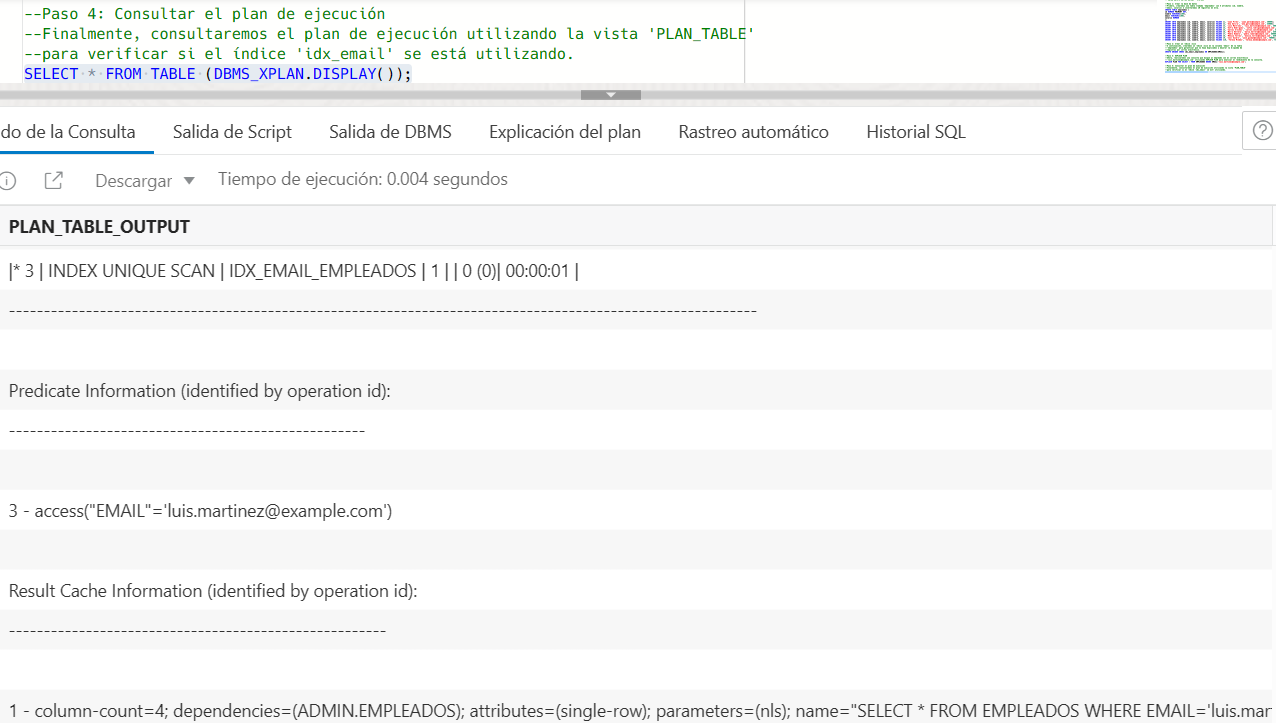 --Paso 4: Consultar el plan de ejecución
--Finalmente, consultaremos el plan de ejecución utilizando la vista 'PLAN_TABLE'
--para verificar si el índice 'idx_email' se está utilizando.
SELECT * FROM TABLE (DBMS_XPLAN.DISPLAY());
do de la Consulta
Salida de Script
Salida de DBMS
Explicación del plan
Rastreo automático
Historial SQL
Descargar
Tiempo de ejecución: 0.004 segundos
PLAN_TABLE_OUTPUT
|* 3 | INDEX UNIQUE SCAN | IDX_EMAIL_EMPLEADOS | 1 | | 0 (0)| 00:00:01 |
-----------------------------------------------------------------------------------------------------------
Predicate Information (identified by operation id):
---------------------------------------------------
3 - access("EMAIL"='luis.martinez@example.com')
Result Cache Information (identified by operation id):
------------------------------------------------------
1 - column-count=4; dependencies=(ADMIN.EMPLEADOS); attributes=(single-row); parameters=(nls); name="SELECT * FROM EMPLEADOS WHERE EMAIL='luis.mar